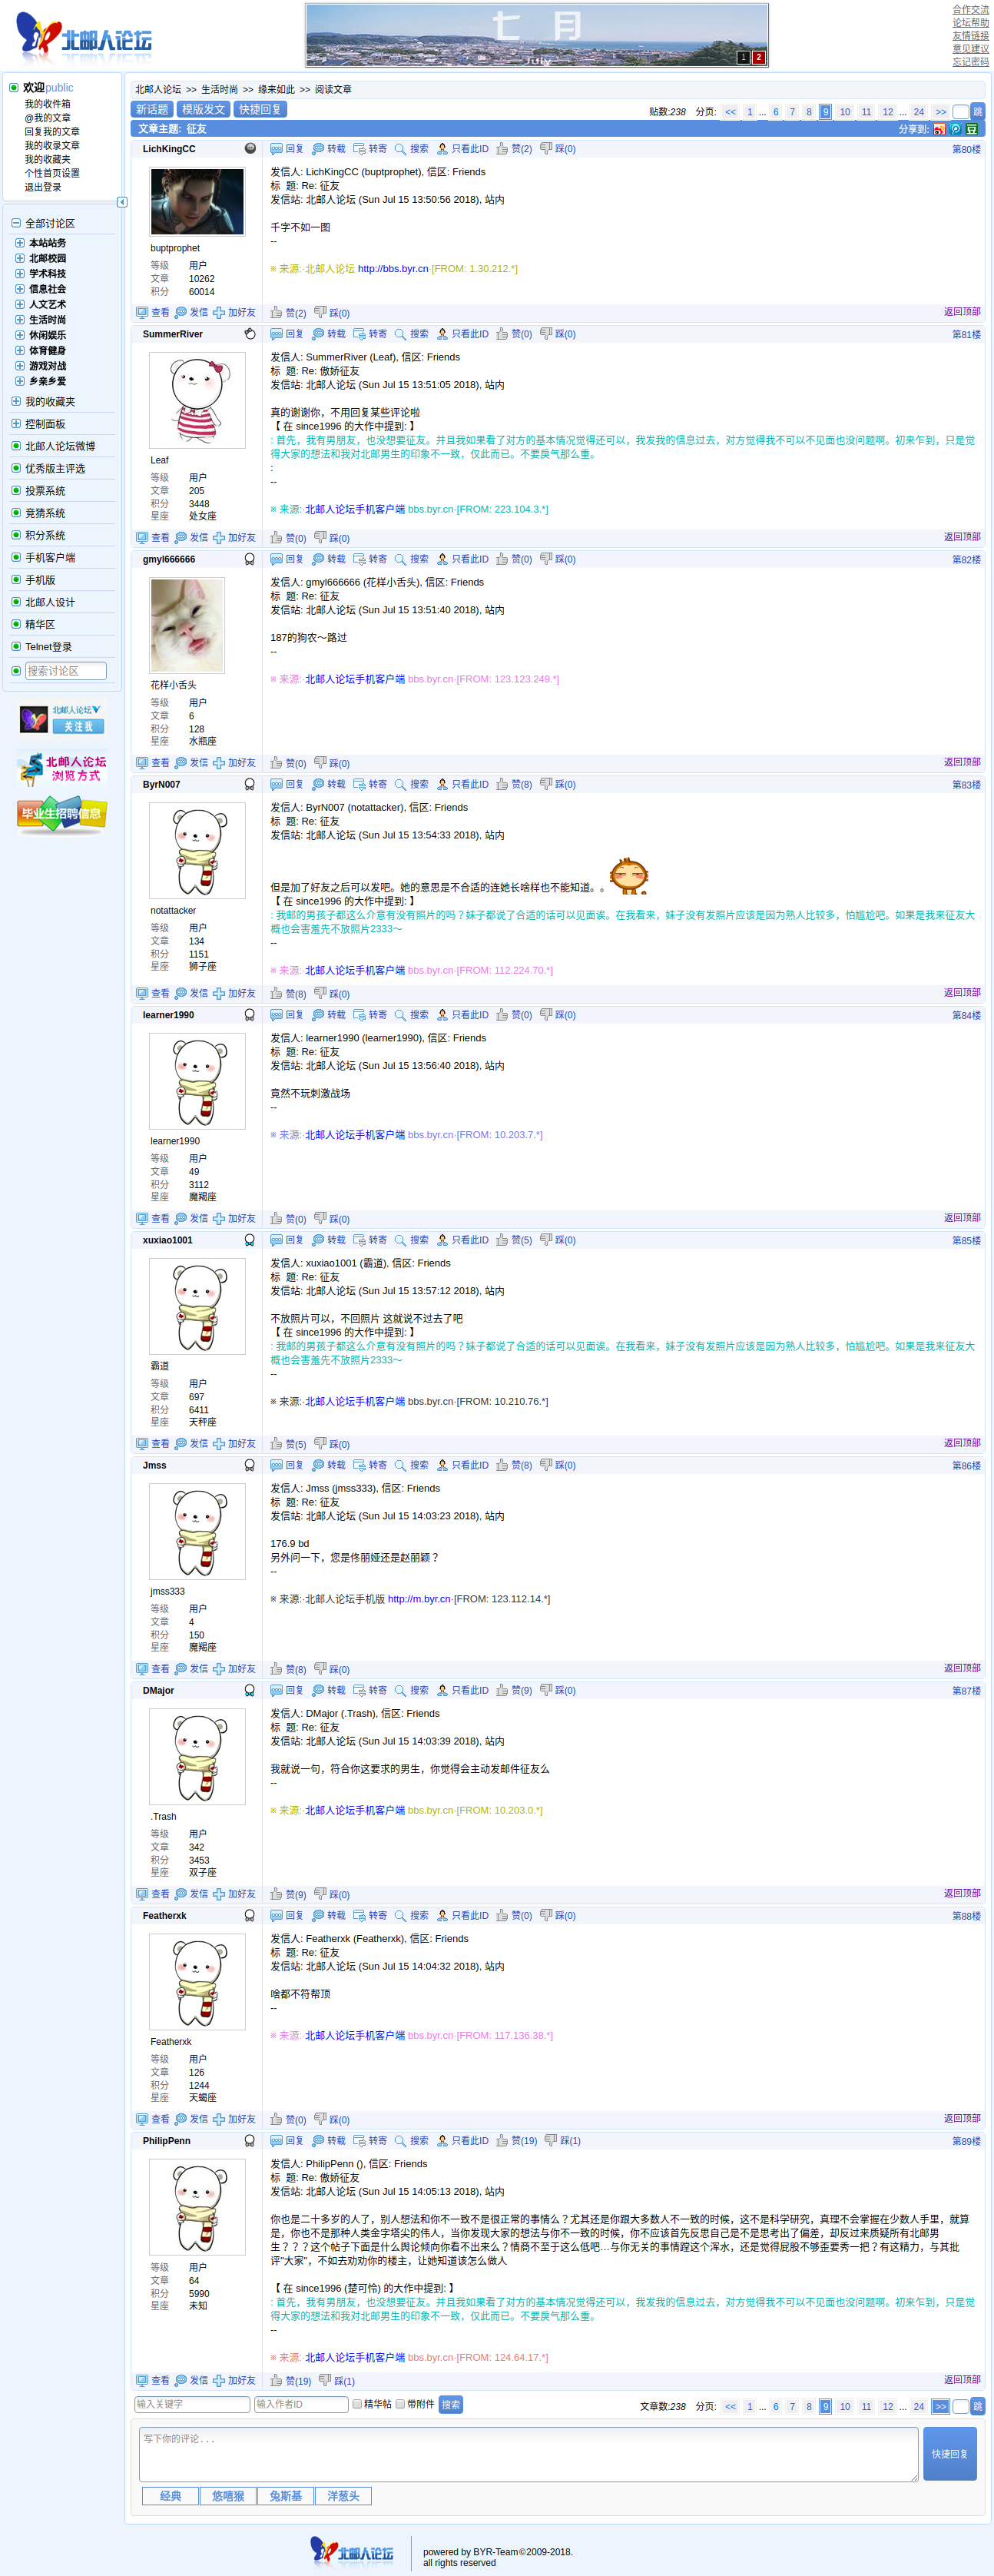 北邮人论坛
七 月
July
1 2
合作交流
论坛帮助
友情链接
意见建议
忘记密码
欢迎public
我的收件箱
@我的文章
回复我的文章
我的收录文章
我的收藏夹
个性首页设置
退出登录
全部讨论区
本站站务
北邮校园
学术科技
信息社会
人文艺术
生活时尚
休闲娱乐
体育健身
游戏对战
乡亲乡爱
我的收藏夹
控制面板
北邮人论坛微博
优秀版主评选
投票系统
竞猜系统
积分系统
手机客户端
手机版
北邮人设计
精华区
Telnet登录
搜索讨论区
北邮人论坛V
关注我
北邮人论坛
浏览方式
毕业生招聘信息
北邮人论坛 >> 生活时尚 >> 缘来如此 >> 阅读文章
新话题 模版发文 快捷回复
贴数:238 分页: << 1 ... 6 7 8 9 10 11 12 ... 24 >> 跳
文章主题: 征友 分享到:
豆
LichKingCC 回复 转载 转寄 搜索 只看此ID 赞(2) 踩(0) 第80楼
buptprophet
等级 用户
文章 10262
积分 60014
发信人: LichKingCC (buptprophet), 信区: Friends
标 题: Re: 征友
发信站: 北邮人论坛 (Sun Jul 15 13:50:56 2018), 站内
千字不如一图
--
※ 来源:·北邮人论坛 http://bbs.byr.cn·[FROM: 1.30.212.*]
查看 发信 加好友 赞(2) 踩(0) 返回顶部
SummerRiver 回复 转载 转寄 搜索 只看此ID 赞(0) 踩(0) 第81楼
Leaf
等级 用户
文章 205
积分 3448
星座 处女座
发信人: SummerRiver (Leaf), 信区: Friends
标 题: Re: 傲娇征友
发信站: 北邮人论坛 (Sun Jul 15 13:51:05 2018), 站内
真的谢谢你，不用回复某些评论啦
【 在 since1996 的大作中提到: 】
: 首先，我有男朋友，也没想要征友。并且我如果看了对方的基本情况觉得还可以，我发我的信息过去，对方觉得我不可以不见面也没问题啊。初来乍到，只是觉
得大家的想法和我对北邮男生的印象不一致，仅此而已。不要戾气那么重。
:
--
※ 来源:·北邮人论坛手机客户端 bbs.byr.cn·[FROM: 223.104.3.*]
查看 发信 加好友 赞(0) 踩(0) 返回顶部
gmyl666666 回复 转载 转寄 搜索 只看此ID 赞(0) 踩(0) 第82楼
花样小舌头
等级 用户
文章 6
积分 128
星座 水瓶座
发信人: gmyl666666 (花样小舌头), 信区: Friends
标 题: Re: 征友
发信站: 北邮人论坛 (Sun Jul 15 13:51:40 2018), 站内
187的狗农～路过
--
※ 来源:·北邮人论坛手机客户端 bbs.byr.cn·[FROM: 123.123.249.*]
查看 发信 加好友 赞(0) 踩(0) 返回顶部
ByrN007 回复 转载 转寄 搜索 只看此ID 赞(8) 踩(0) 第83楼
notattacker
等级 用户
文章 134
积分 1151
星座 狮子座
发信人: ByrN007 (notattacker), 信区: Friends
标 题: Re: 征友
发信站: 北邮人论坛 (Sun Jul 15 13:54:33 2018), 站内
但是加了好友之后可以发吧。她的意思是不合适的连她长啥样也不能知道。。
【 在 since1996 的大作中提到: 】
: 我邮的男孩子都这么介意有没有照片的吗？妹子都说了合适的话可以见面诶。在我看来，妹子没有发照片应该是因为熟人比较多，怕尴尬吧。如果是我来征友大
概也会害羞先不放照片2333～
--
※ 来源:·北邮人论坛手机客户端 bbs.byr.cn·[FROM: 112.224.70.*]
查看 发信 加好友 赞(8) 踩(0) 返回顶部
learner1990 回复 转载 转寄 搜索 只看此ID 赞(0) 踩(0) 第84楼
learner1990
等级 用户
文章 49
积分 3112
星座 魔羯座
发信人: learner1990 (learner1990), 信区: Friends
标 题: Re: 征友
发信站: 北邮人论坛 (Sun Jul 15 13:56:40 2018), 站内
竟然不玩刺激战场
--
※ 来源:·北邮人论坛手机客户端 bbs.byr.cn·[FROM: 10.203.7.*]
查看 发信 加好友 赞(0) 踩(0) 返回顶部
xuxiao1001 回复 转载 转寄 搜索 只看此ID 赞(5) 踩(0) 第85楼
霸道
等级 用户
文章 697
积分 6411
星座 天秤座
发信人: xuxiao1001 (霸道), 信区: Friends
标 题: Re: 征友
发信站: 北邮人论坛 (Sun Jul 15 13:57:12 2018), 站内
不放照片可以，不回照片 这就说不过去了吧
【 在 since1996 的大作中提到: 】
: 我邮的男孩子都这么介意有没有照片的吗？妹子都说了合适的话可以见面诶。在我看来，妹子没有发照片应该是因为熟人比较多，怕尴尬吧。如果是我来征友大
概也会害羞先不放照片2333～
--
※ 来源:·北邮人论坛手机客户端 bbs.byr.cn·[FROM: 10.210.76.*]
查看 发信 加好友 赞(5) 踩(0) 返回顶部
Jmss 回复 转载 转寄 搜索 只看此ID 赞(8) 踩(0) 第86楼
jmss333
等级 用户
文章 4
积分 150
星座 魔羯座
发信人: Jmss (jmss333), 信区: Friends
标 题: Re: 征友
发信站: 北邮人论坛 (Sun Jul 15 14:03:23 2018), 站内
176.9 bd
另外问一下，您是佟丽娅还是赵丽颖？
--
※ 来源:·北邮人论坛手机版 http://m.byr.cn·[FROM: 123.112.14.*]
查看 发信 加好友 赞(8) 踩(0) 返回顶部
DMajor 回复 转载 转寄 搜索 只看此ID 赞(9) 踩(0) 第87楼
.Trash
等级 用户
文章 342
积分 3453
星座 双子座
发信人: DMajor (.Trash), 信区: Friends
标 题: Re: 征友
发信站: 北邮人论坛 (Sun Jul 15 14:03:39 2018), 站内
我就说一句，符合你这要求的男生，你觉得会主动发邮件征友么
--
※ 来源:·北邮人论坛手机客户端 bbs.byr.cn·[FROM: 10.203.0.*]
查看 发信 加好友 赞(9) 踩(0) 返回顶部
Featherxk 回复 转载 转寄 搜索 只看此ID 赞(0) 踩(0) 第88楼
Featherxk
等级 用户
文章 126
积分 1244
星座 天蝎座
发信人: Featherxk (Featherxk), 信区: Friends
标 题: Re: 征友
发信站: 北邮人论坛 (Sun Jul 15 14:04:32 2018), 站内
啥都不符帮顶
--
※ 来源:·北邮人论坛手机客户端 bbs.byr.cn·[FROM: 117.136.38.*]
查看 发信 加好友 赞(0) 踩(0) 返回顶部
PhilipPenn 回复 转载 转寄 搜索 只看此ID 赞(19) 踩(1) 第89楼
等级 用户
文章 64
积分 5990
星座 未知
发信人: PhilipPenn (), 信区: Friends
标 题: Re: 傲娇征友
发信站: 北邮人论坛 (Sun Jul 15 14:05:13 2018), 站内
你也是二十多岁的人了，别人想法和你不一致不是很正常的事情么？尤其还是你跟大多数人不一致的时候，这不是科学研究，真理不会掌握在少数人手里，就算
是，你也不是那种人类金字塔尖的伟人，当你发现大家的想法与你不一致的时候，你不应该首先反思自己是不是思考出了偏差，却反过来质疑所有北邮男
生？？？这个帖子下面是什么舆论倾向你看不出来么？情商不至于这么低吧…与你无关的事情蹚这个浑水，还是觉得屁股不够歪要秀一把？有这精力，与其批
评"大家"，不如去劝劝你的楼主，让她知道该怎么做人
【 在 since1996 (楚可怜) 的大作中提到: 】
: 首先，我有男朋友，也没想要征友。并且我如果看了对方的基本情况觉得还可以，我发我的信息过去，对方觉得我不可以不见面也没问题啊。初来乍到，只是觉
得大家的想法和我对北邮男生的印象不一致，仅此而已。不要戾气那么重。
--
※ 来源:·北邮人论坛手机客户端 bbs.byr.cn·[FROM: 124.64.17.*]
查看 发信 加好友 赞(19) 踩(1) 返回顶部
输入关键字 输入作者ID 精华帖 带附件 搜索
文章数:238 分页: << 1 ... 6 7 8 9 10 11 12 ... 24 >> 跳
写下你的评论...
快捷回复
经典 悠嘻猴 兔斯基 洋葱头
北邮人论坛
powered by BYR-Team©2009-2018.
all rights reserved